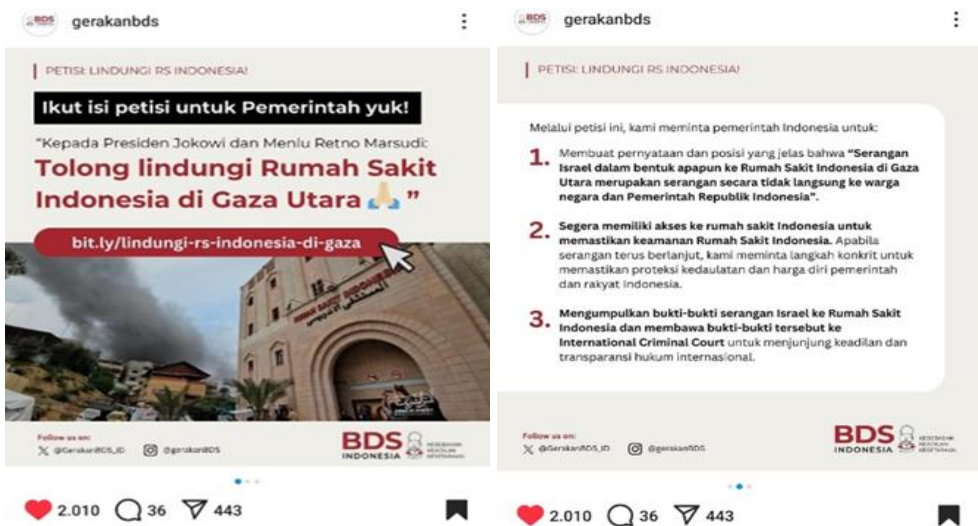 gerakanbds
PETISI: LINDUNGI RS INDONESIA!
Ikut isi petisi untuk Pemerintah yuk!
"Kepada Presiden Jokowi dan Menlu Retno Marsudi:
Tolong lindungi Rumah Sakit
Indonesia di Gaza Utara 🙏🏻 "
bit.ly/lindungi-rs-indonesia-di-gaza
RUMAH SAKIT INDONESIA
Follow us on:
@GerakanBDS_ID @gerakanBDS
BDS
INDONESIA
2.010 36 443
gerakanbds
PETISI: LINDUNGI RS INDONESIA!
Melalui petisi ini, kami meminta pemerintah Indonesia untuk:
1. Membuat pernyataan dan posisi yang jelas bahwa "Serangan
Israel dalam bentuk apapun ke Rumah Sakit Indonesia di Gaza
Utara merupakan serangan secara tidak langsung ke warga
negara dan Pemerintah Republik Indonesia".
2. Segera memiliki akses ke rumah sakit Indonesia untuk
memastikan keamanan Rumah Sakit Indonesia. Apabila
serangan terus berlanjut, kami meminta langkah konkrit untuk
memastikan proteksi kedaulatan dan harga diri pemerintah
dan rakyat Indonesia.
3. Mengumpulkan bukti-bukti serangan Israel ke Rumah Sakit
Indonesia dan membawa bukti-bukti tersebut ke
International Criminal Court untuk menjunjung keadilan dan
transparansi hukum internasional.
Follow us on:
@GerakanBDS_ID @gerakanBDS
BDS
INDONESIA
2.010 36 443